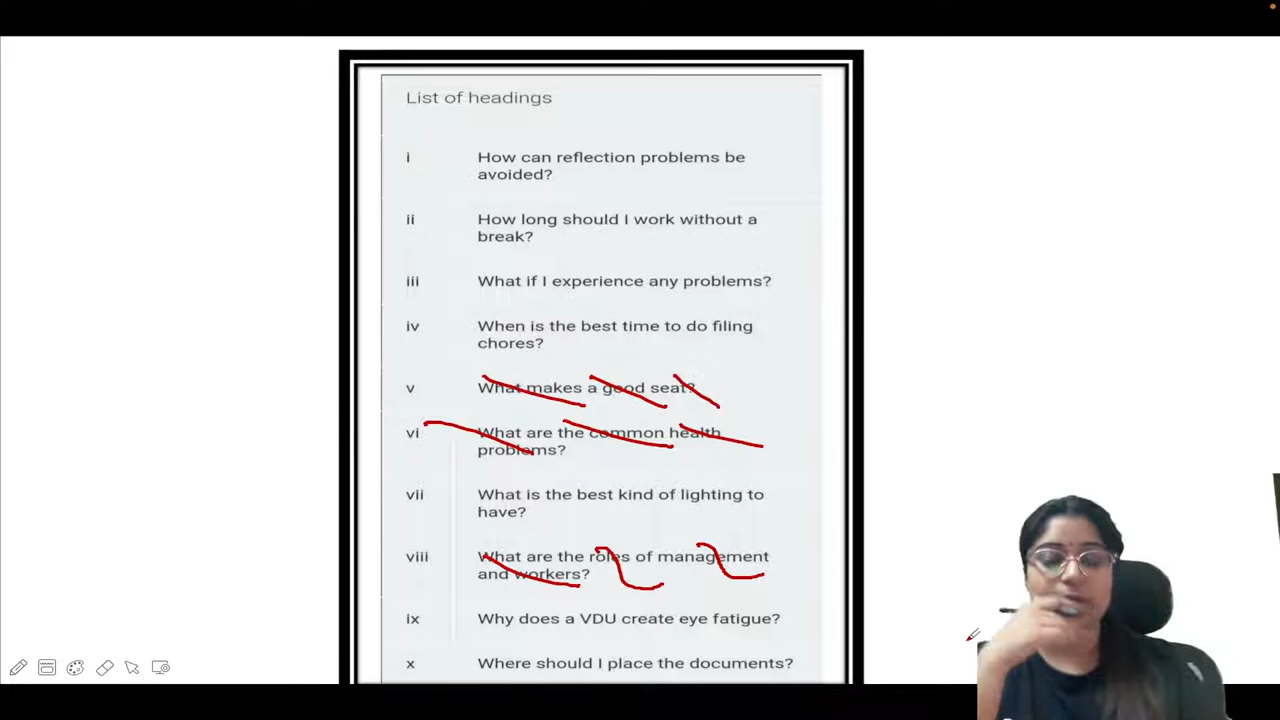 List of headings
i How can reflection problems be
avoided?
ii How long should I work without a
break?
iii What if I experience any problems?
iv When is the best time to do filing
chores?
v What makes a good seat?
vi What are the common health
problems?
vii What is the best kind of lighting to
have?
viii What are the roles of management
and workers?
ix Why does a VDU create eye fatigue?
x Where should I place the documents?